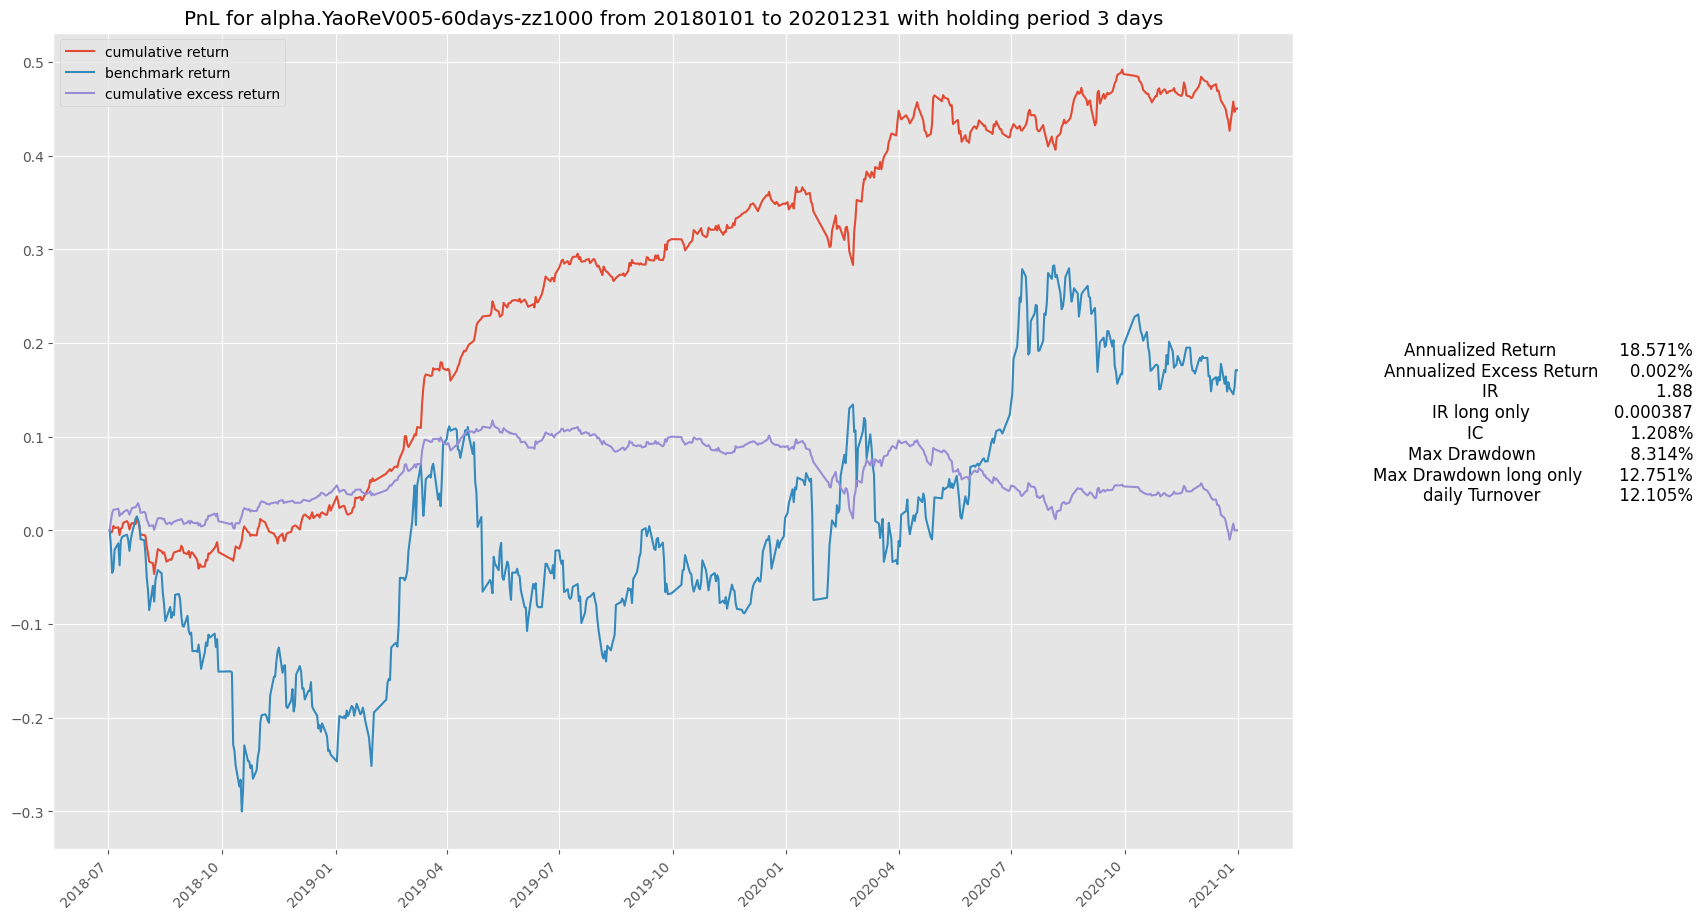 PnL for alpha.YaoReV005-60days-zz1000 from 20180101 to 20201231 with holding period 3 days
cumulative return
benchmark return
cumulative excess return
0.5
0.4
0.3
0.2
0.1
0.0
−0.1
−0.2
−0.3
2018-07
2018-10
2019-01
2019-04
2019-07
2019-10
2020-01
2020-04
2020-07
2020-10
2021-01
Annualized Return 18.571%
Annualized Excess Return 0.002%
IR 1.88
IR long only 0.000387
IC 1.208%
Max Drawdown 8.314%
Max Drawdown long only 12.751%
daily Turnover 12.105%